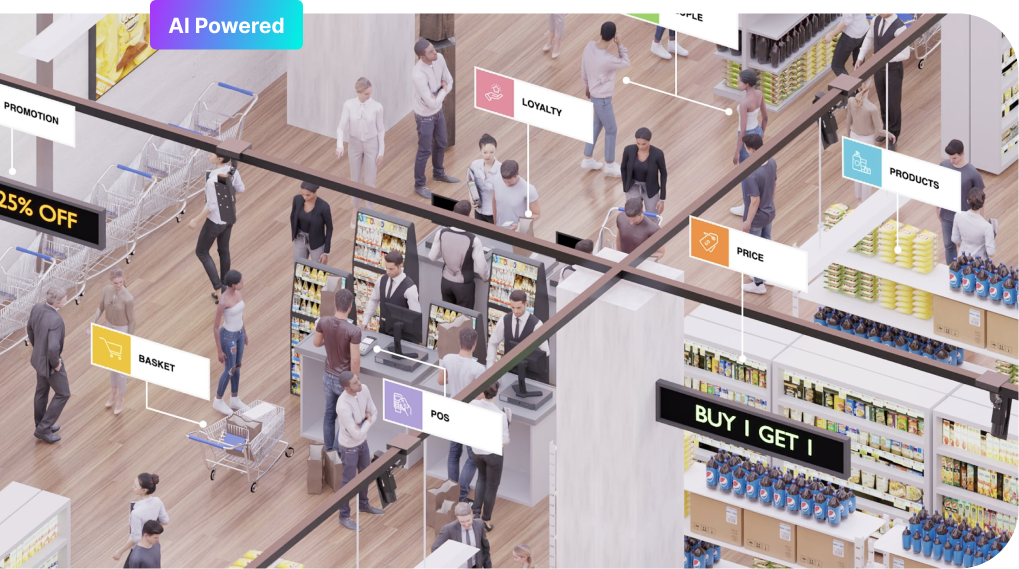 AI Powered
PROMOTION
25% OFF
LOYALTY
PRODUCTS
PRICE
BASKET
POS
BUY 1 GET 1